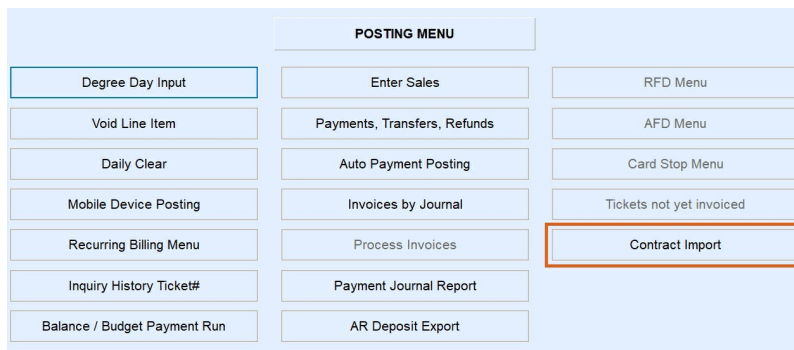 POSTING MENU
Degree Day Input
Enter Sales
RFD Menu
Void Line Item
Payments, Transfers, Refunds
AFD Menu
Daily Clear
Auto Payment Posting
Card Stop Menu
Mobile Device Posting
Invoices by Journal
Tickets not yet invoiced
Recurring Billing Menu
Process Invoices
Contract Import
Inquiry History Ticket#
Payment Journal Report
Balance / Budget Payment Run
AR Deposit Export